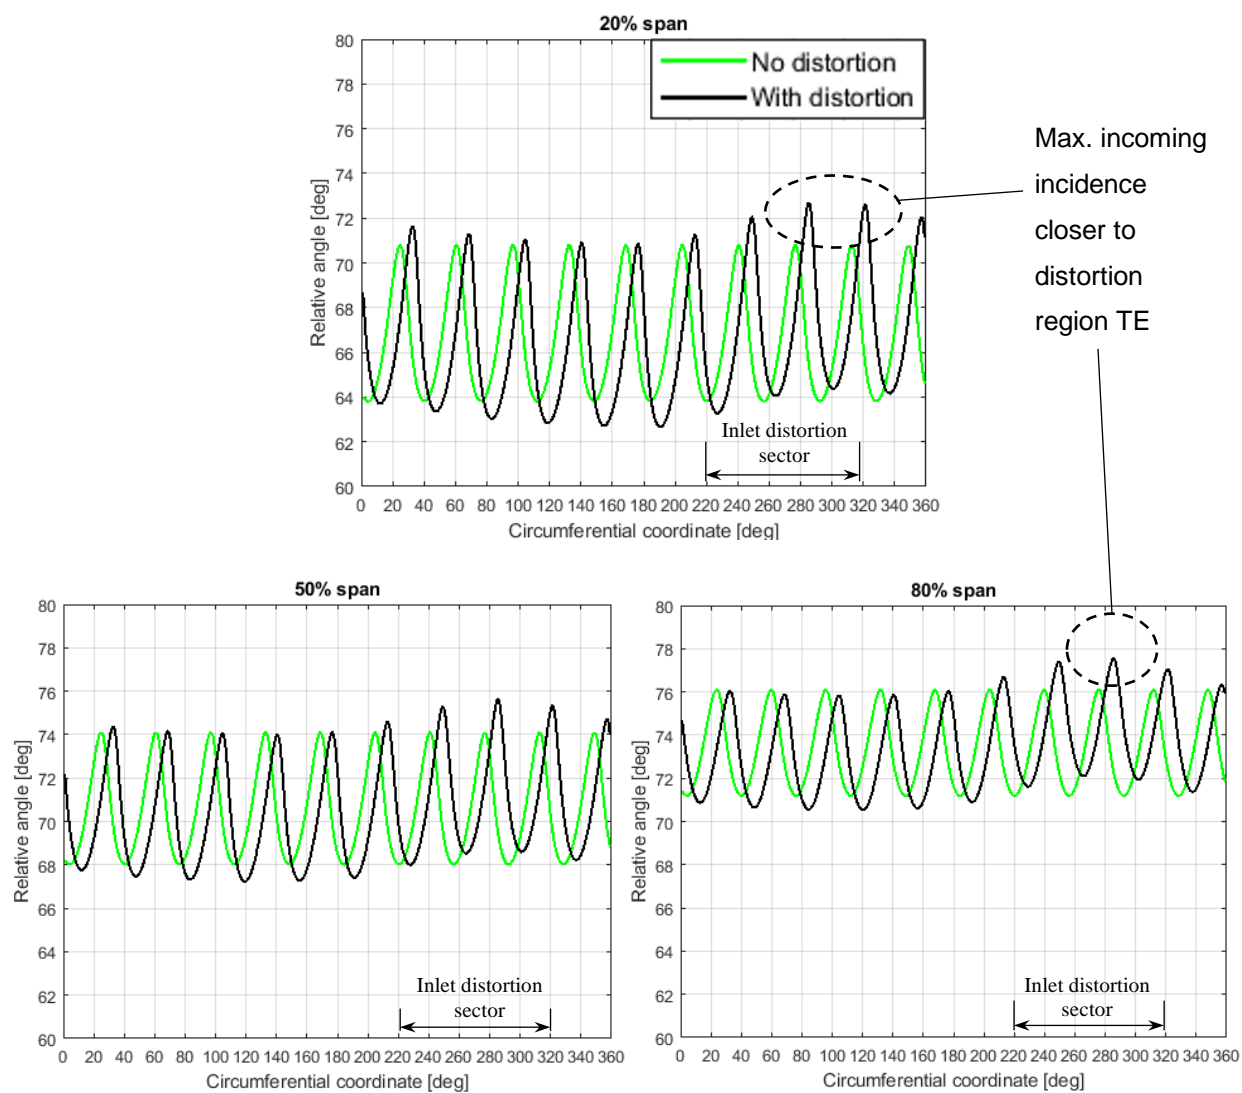 20% span
80
78
76
74
72
70
68
66
64
62
60
Relative angle [deg]
No distortion
With distortion
Inlet distortion
sector
0 20 40 60 80 100 120 140 160 180 200 220 240 260 280 300 320 340 360
Circumferential coordinate [deg]
Max. incoming
incidence
closer to
distortion
region TE
50% span
80
78
76
74
72
70
68
66
64
62
60
Relative angle [deg]
Inlet distortion
sector
0 20 40 60 80 100 120 140 160 180 200 220 240 260 280 300 320 340 360
Circumferential coordinate [deg]
80% span
80
78
76
74
72
70
68
66
64
62
60
Relative angle [deg]
Inlet distortion
sector
0 20 40 60 80 100 120 140 160 180 200 220 240 260 280 300 320 340 360
Circumferential coordinate [deg]